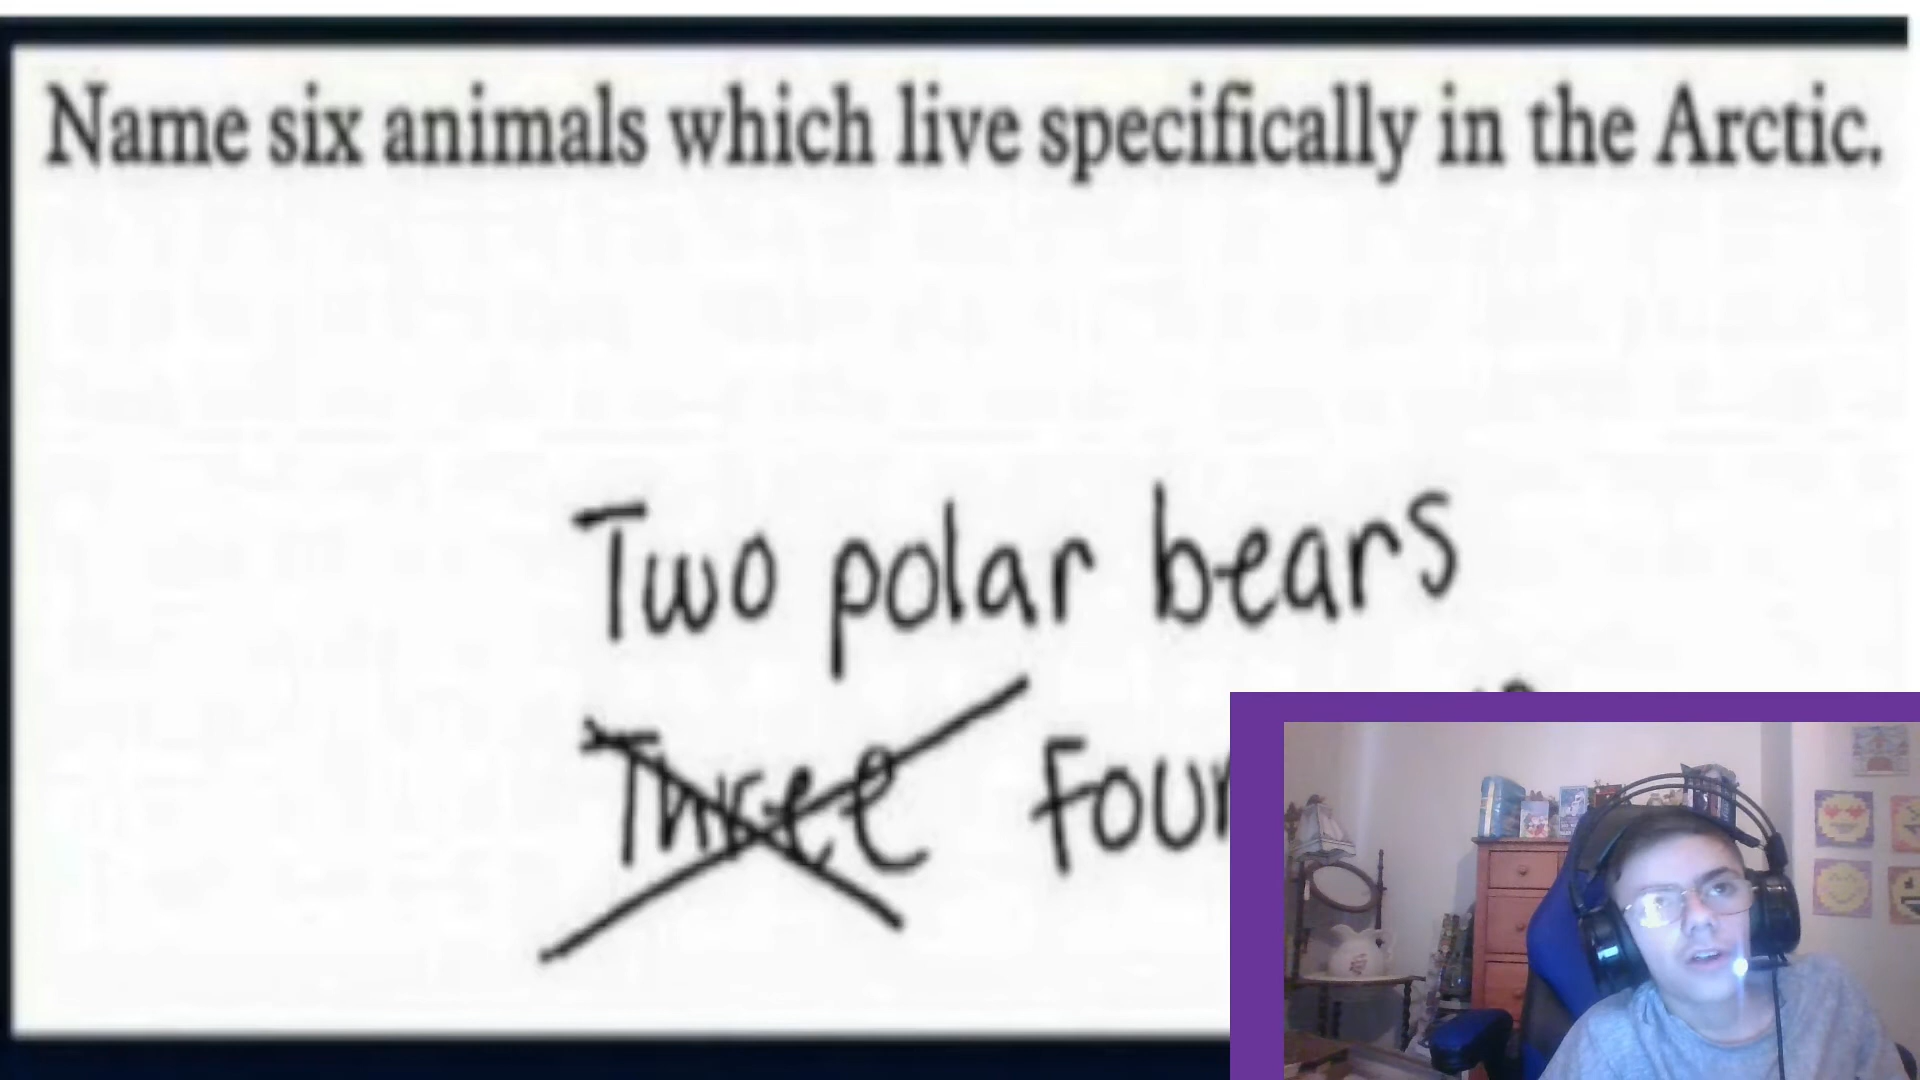 Name six animals which live specifically in the Arctic.
Two polar bears
Three Four